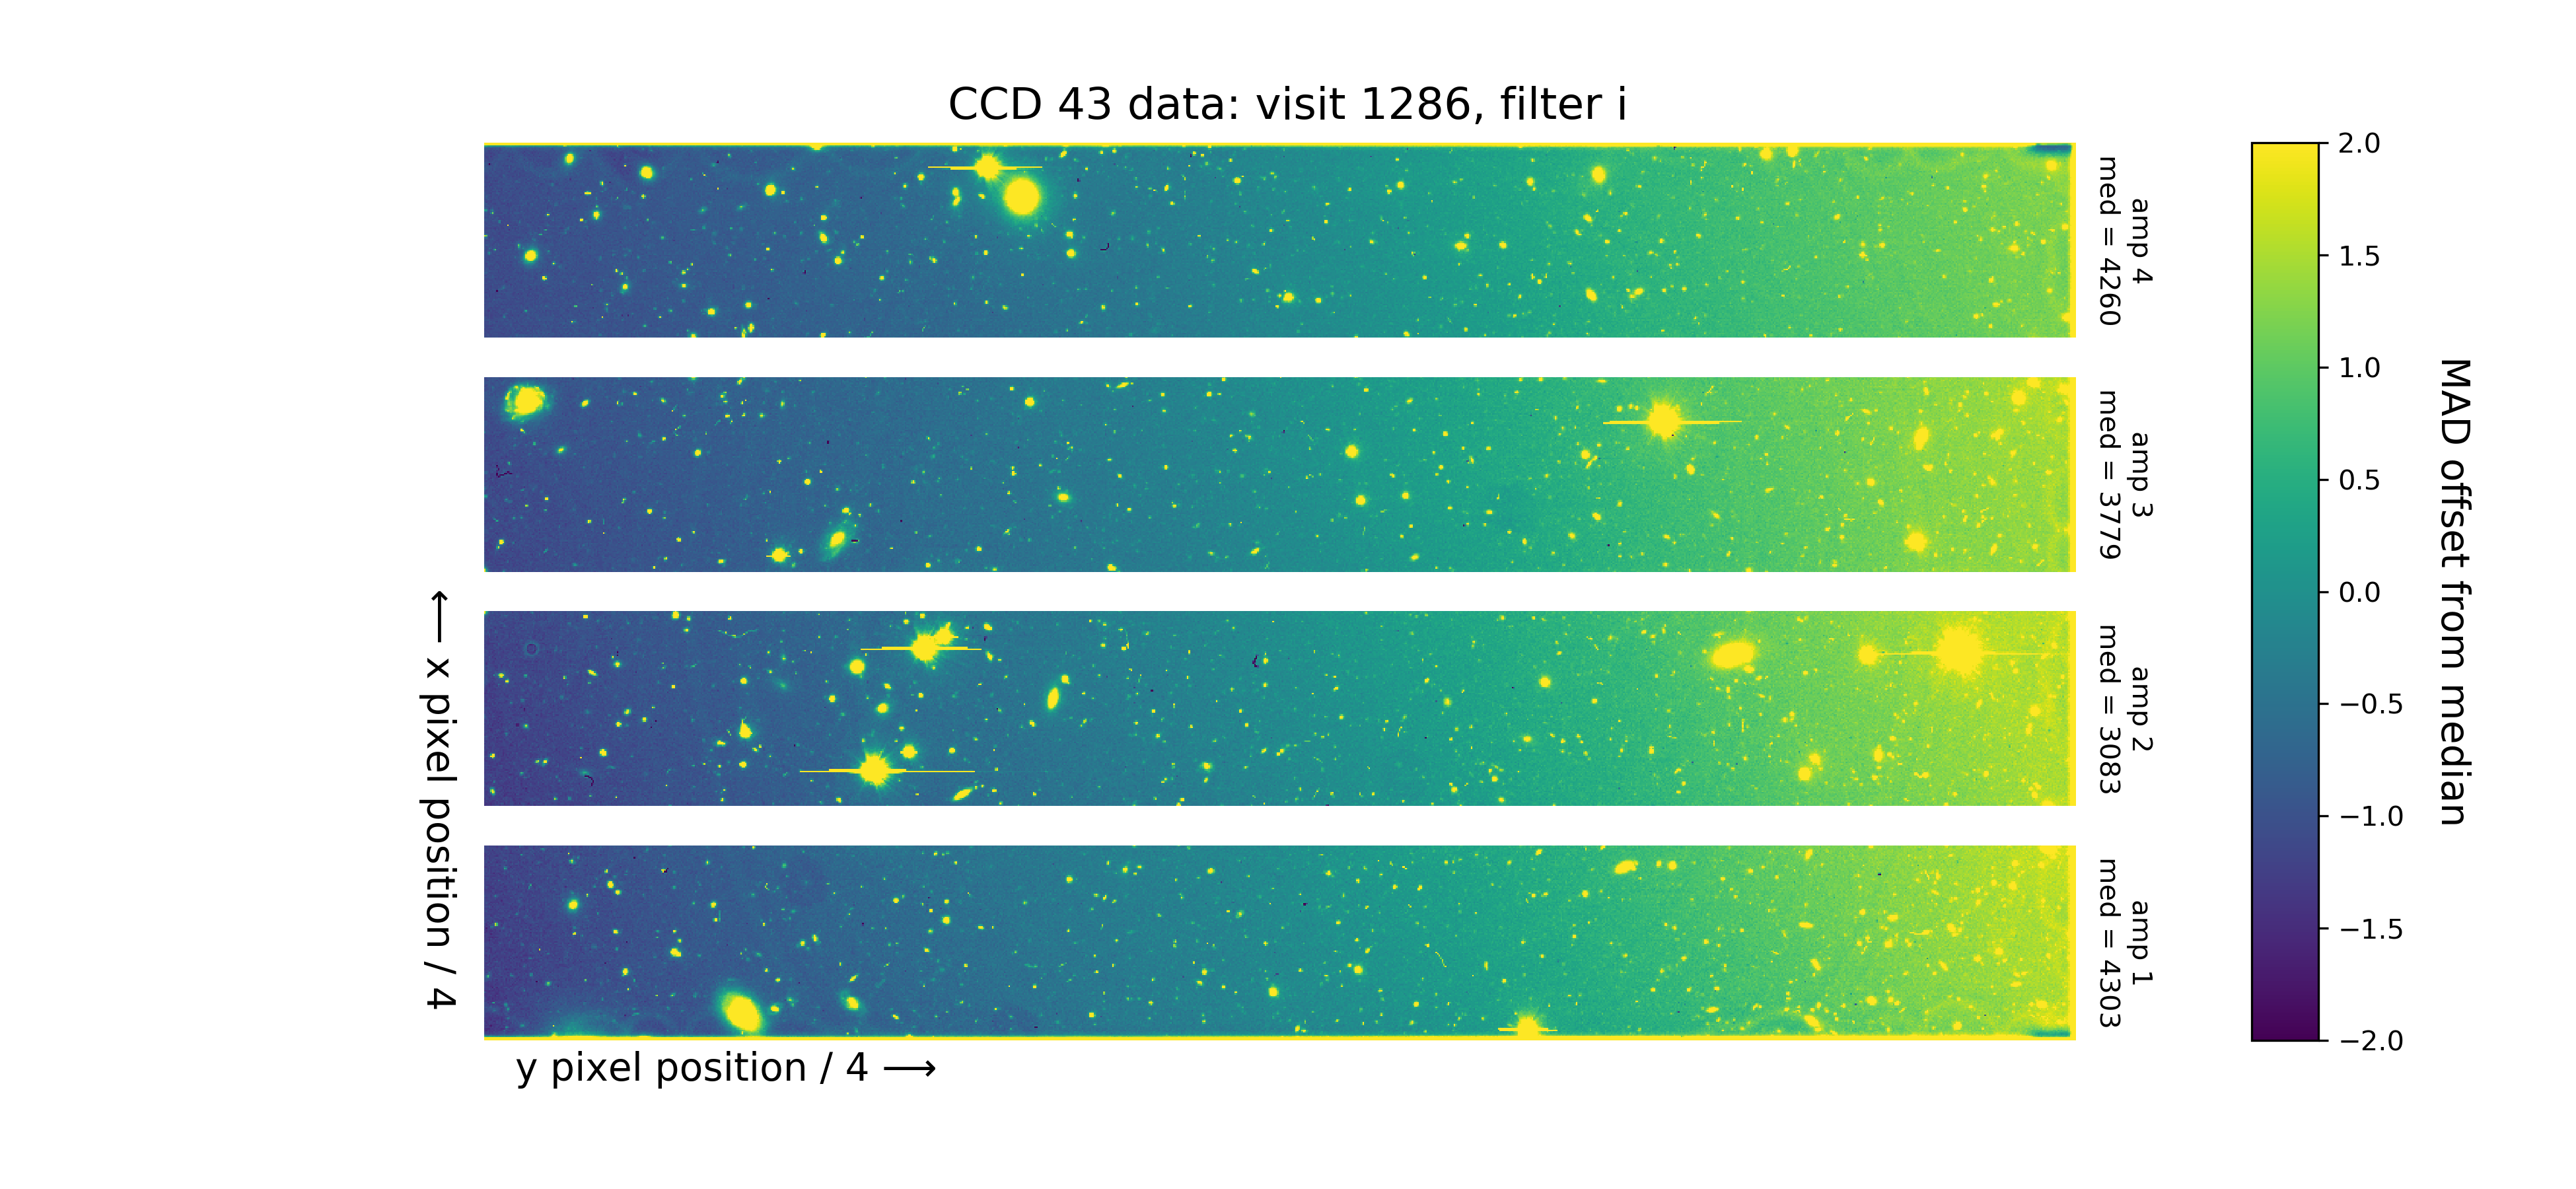 CCD 43 data: visit 1286, filter i
amp 4
med = 4260
amp 3
med = 3779
amp 2
med = 3083
amp 1
med = 4303
⟵ x pixel position / 4
y pixel position / 4 ⟶
2.0
1.5
1.0
0.5
0.0
−0.5
−1.0
−1.5
−2.0
MAD offset from median